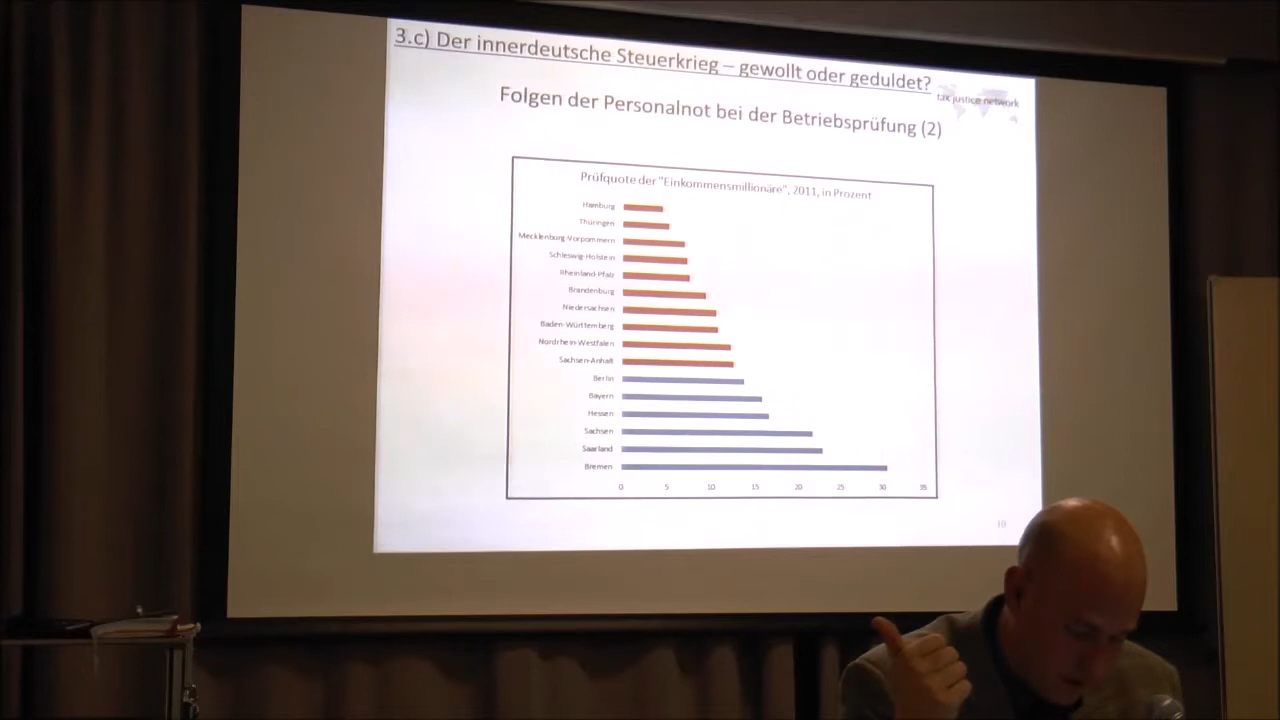 3.c) Der innerdeutsche Steuerkrieg – gewollt oder geduldet?
tax justice network
Folgen der Personalnot bei der Betriebsprüfung (2)
Prüfquote der "Einkommensmillionäre", 2011, in Prozent
Hamburg
Thüringen
Mecklenburg-Vorpommern
Schleswig-Holstein
Rheinland-Pfalz
Brandenburg
Niedersachsen
Baden-Württemberg
Nordrhein-Westfalen
Sachsen-Anhalt
Berlin
Bayern
Hessen
Sachsen
Saarland
Bremen
0 5 10 15 20 25 30 35
10